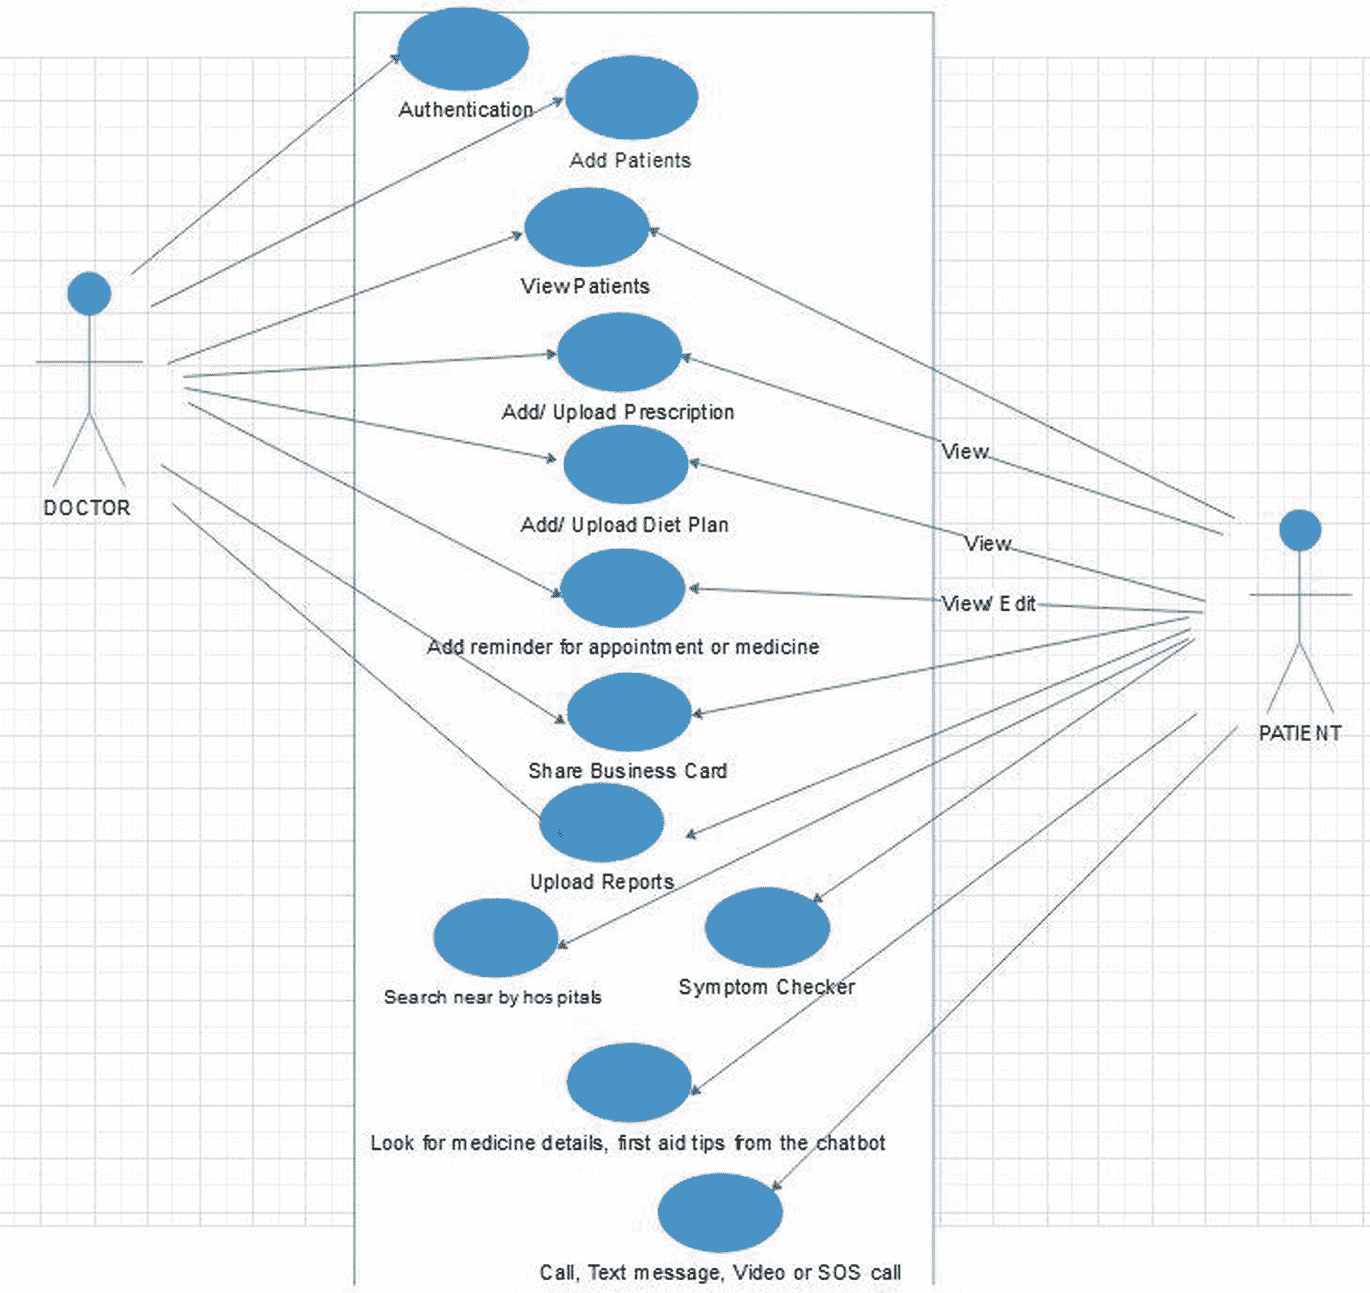 Authentication
Add Patients
View Patients
Add/ Upload Prescription
View
DOCTOR
Add/ Upload Diet Plan
View
View/ Edit
Add reminder for appointment or medicine
PATIENT
Share Business Card
Upload Reports
Symptom Checker
Search near by hospitals
Look for medicine details, first aid tips from the chatbot
Call, Text message, Video or SOS call